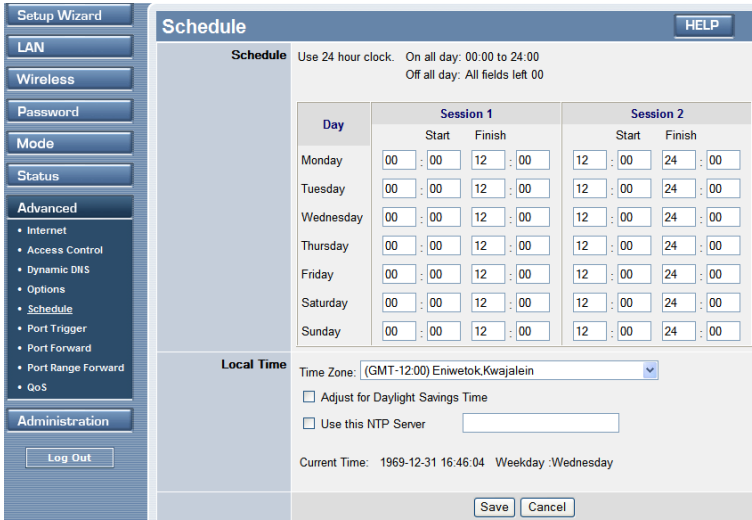 Setup Wizard
LAN
Wireless
Password
Mode
Status
Advanced
• Internet
• Access Control
• Dynamic DNS
• Options
• Schedule
• Port Trigger
• Port Forward
• Port Range Forward
• QoS
Administration
Log Out
Schedule
HELP
Schedule Use 24 hour clock. On all day: 00:00 to 24:00
Off all day: All fields left 00
Day Session 1 Session 2
Start Finish Start Finish
Monday 00 : 00 12 : 00 12 : 00 24 : 00
Tuesday 00 : 00 12 : 00 12 : 00 24 : 00
Wednesday 00 : 00 12 : 00 12 : 00 24 : 00
Thursday 00 : 00 12 : 00 12 : 00 24 : 00
Friday 00 : 00 12 : 00 12 : 00 24 : 00
Saturday 00 : 00 12 : 00 12 : 00 24 : 00
Sunday 00 : 00 12 : 00 12 : 00 24 : 00
Local Time Time Zone: (GMT-12:00) Eniwetok,Kwajalein
Adjust for Daylight Savings Time
Use this NTP Server
Current Time: 1969-12-31 16:46:04 Weekday :Wednesday
Save Cancel